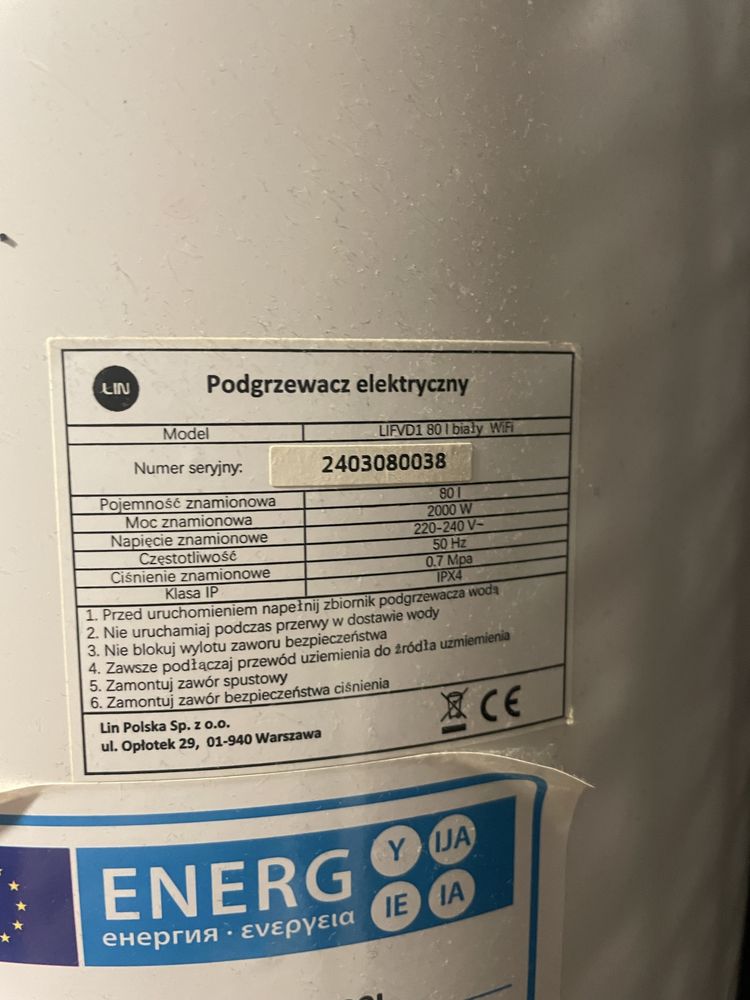 LIN
Podgrzewacz elektryczny
Model LIFVD1 80 l biały WiFi
Numer seryjny: 2403080038
Pojemność znamionowa 80 l
Moc znamionowa 2000 W
Napięcie znamionowe 220-240 V~
Częstotliwość 50 Hz
Ciśnienie znamionowe 0.7 Mpa
Klasa IP IPX4
1. Przed uruchomieniem napełnij zbiornik podgrzewacza wodą
2. Nie uruchamiaj podczas przerwy w dostawie wody
3. Nie blokuj wylotu zaworu bezpieczeństwa
4. Zawsze podłączaj przewód uziemienia do źródła uzmiemienia
5. Zamontuj zawór spustowy
6. Zamontuj zawór bezpieczeństwa ciśnienia
Lin Polska Sp. z o.o.
ul. Opłotek 29, 01-940 Warszawa
CE
ENERG Y IJA
енергия · ενεργεια IE IA